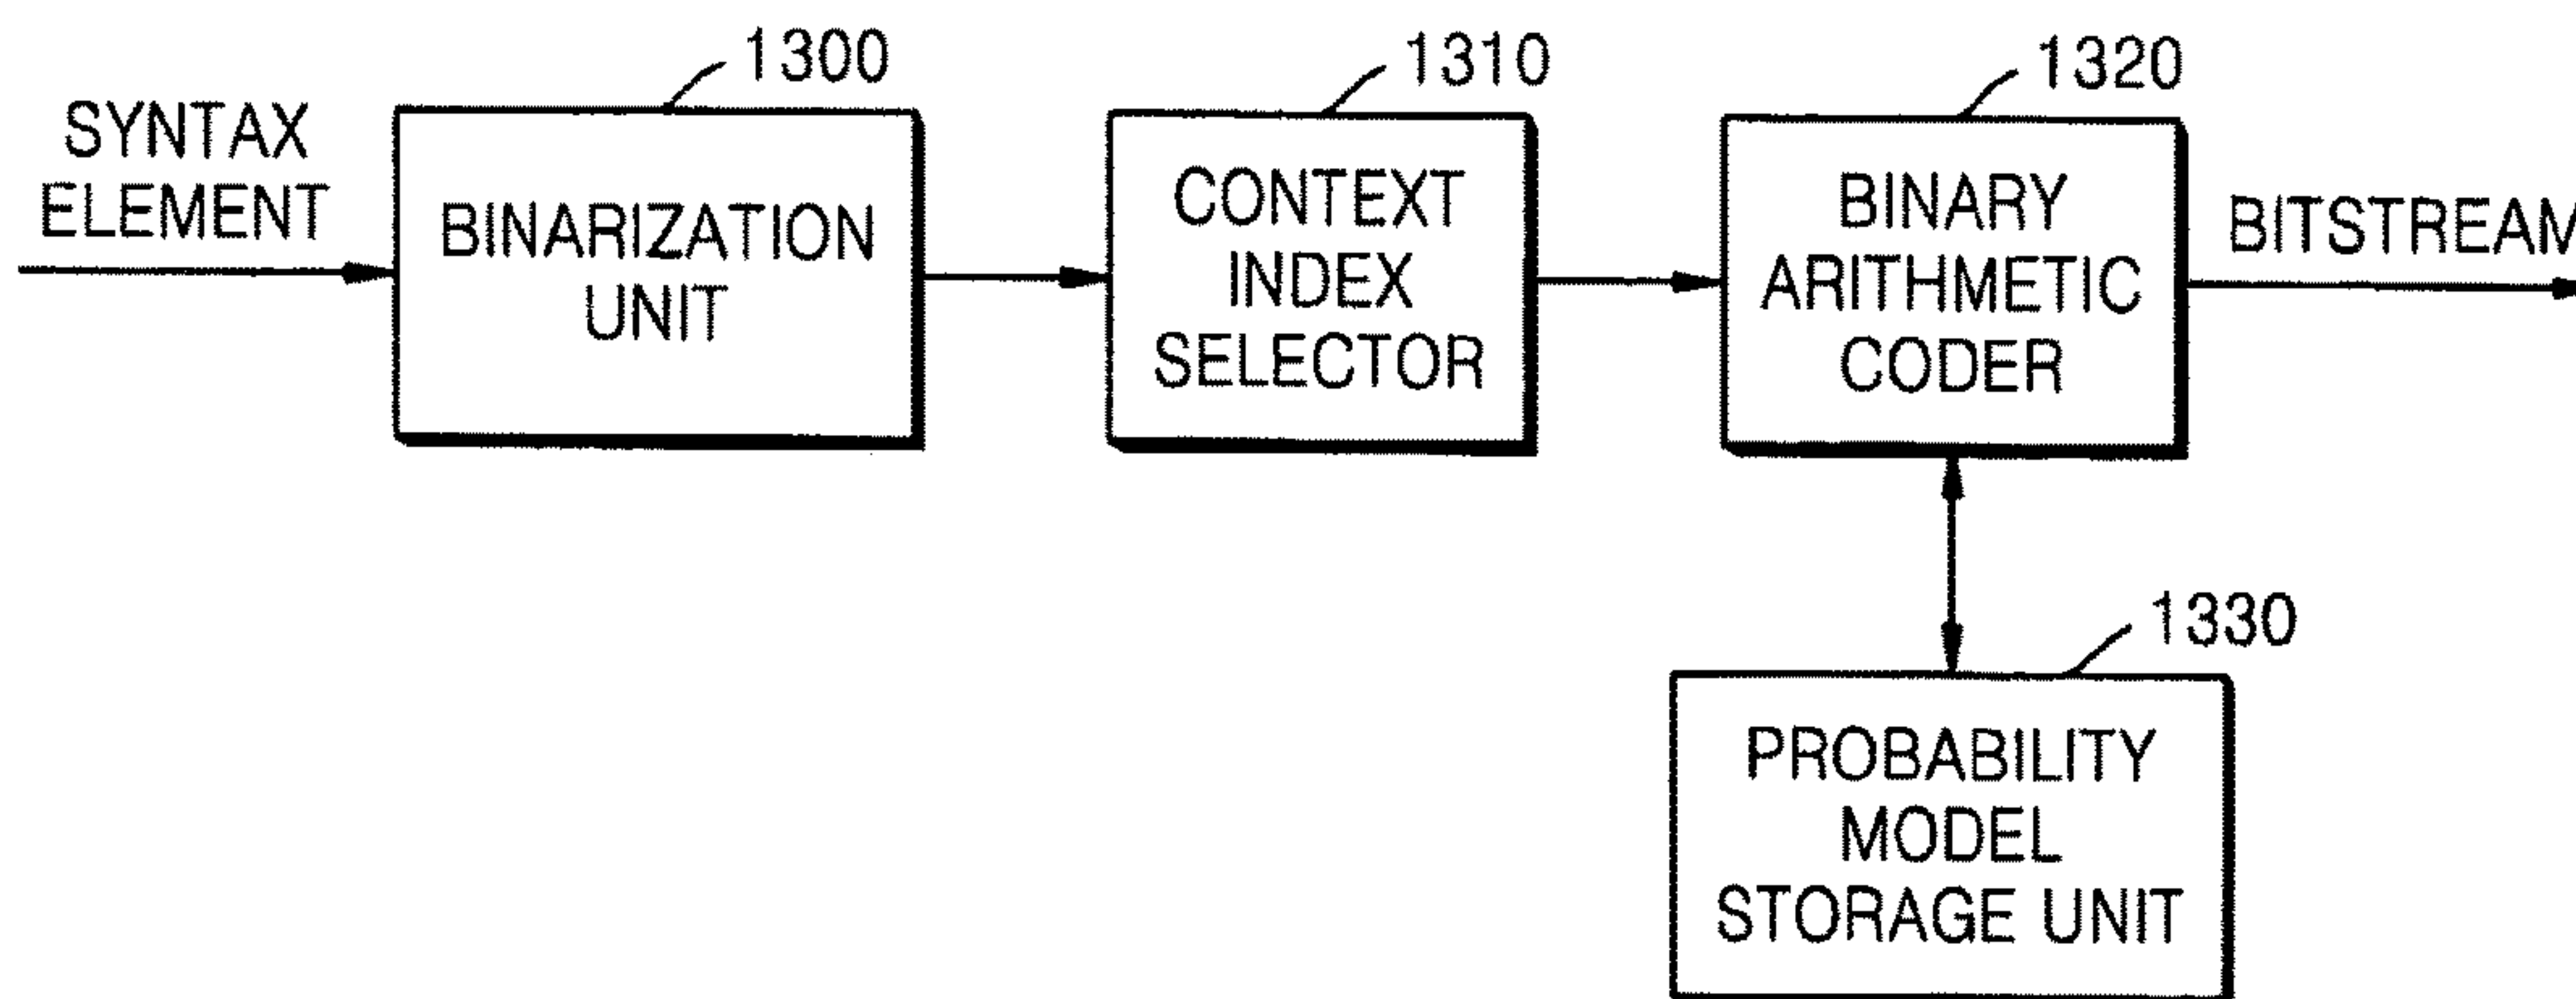 1300
1310
1320
SYNTAX
ELEMENT
BINARIZATION
UNIT
CONTEXT
INDEX
SELECTOR
BINARY
ARITHMETIC
CODER
BITSTREAM
1330
PROBABILITY
MODEL
STORAGE UNIT